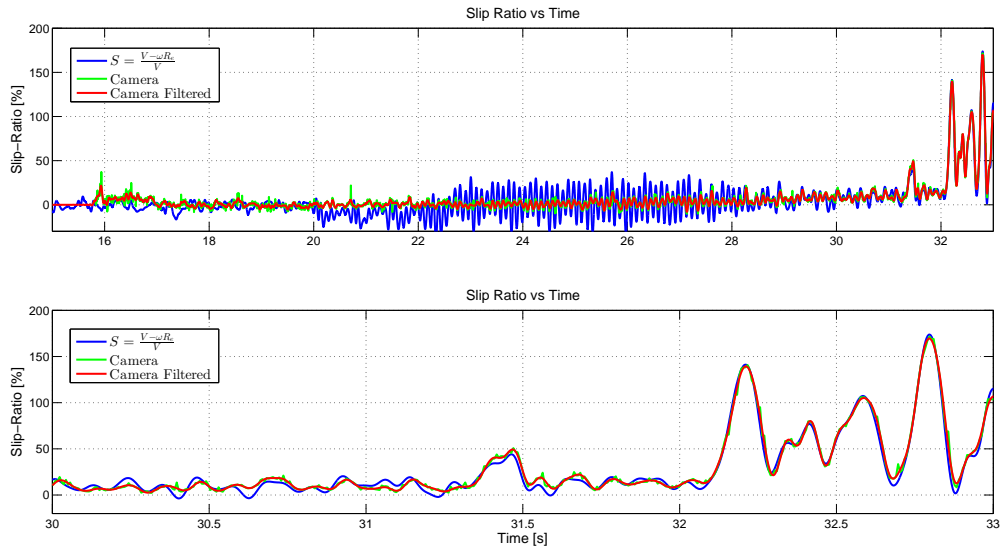 Slip Ratio vs Time
200
150
100
50
0
Slip−Ratio [%]
S = \frac{V−ωR_e}{V}
Camera
Camera Filtered
16 18 20 22 24 26 28 30 32
Slip Ratio vs Time
200
150
100
50
0
Slip−Ratio [%]
S = \frac{V−ωR_e}{V}
Camera
Camera Filtered
30 30.5 31 31.5 32 32.5 33
Time [s]